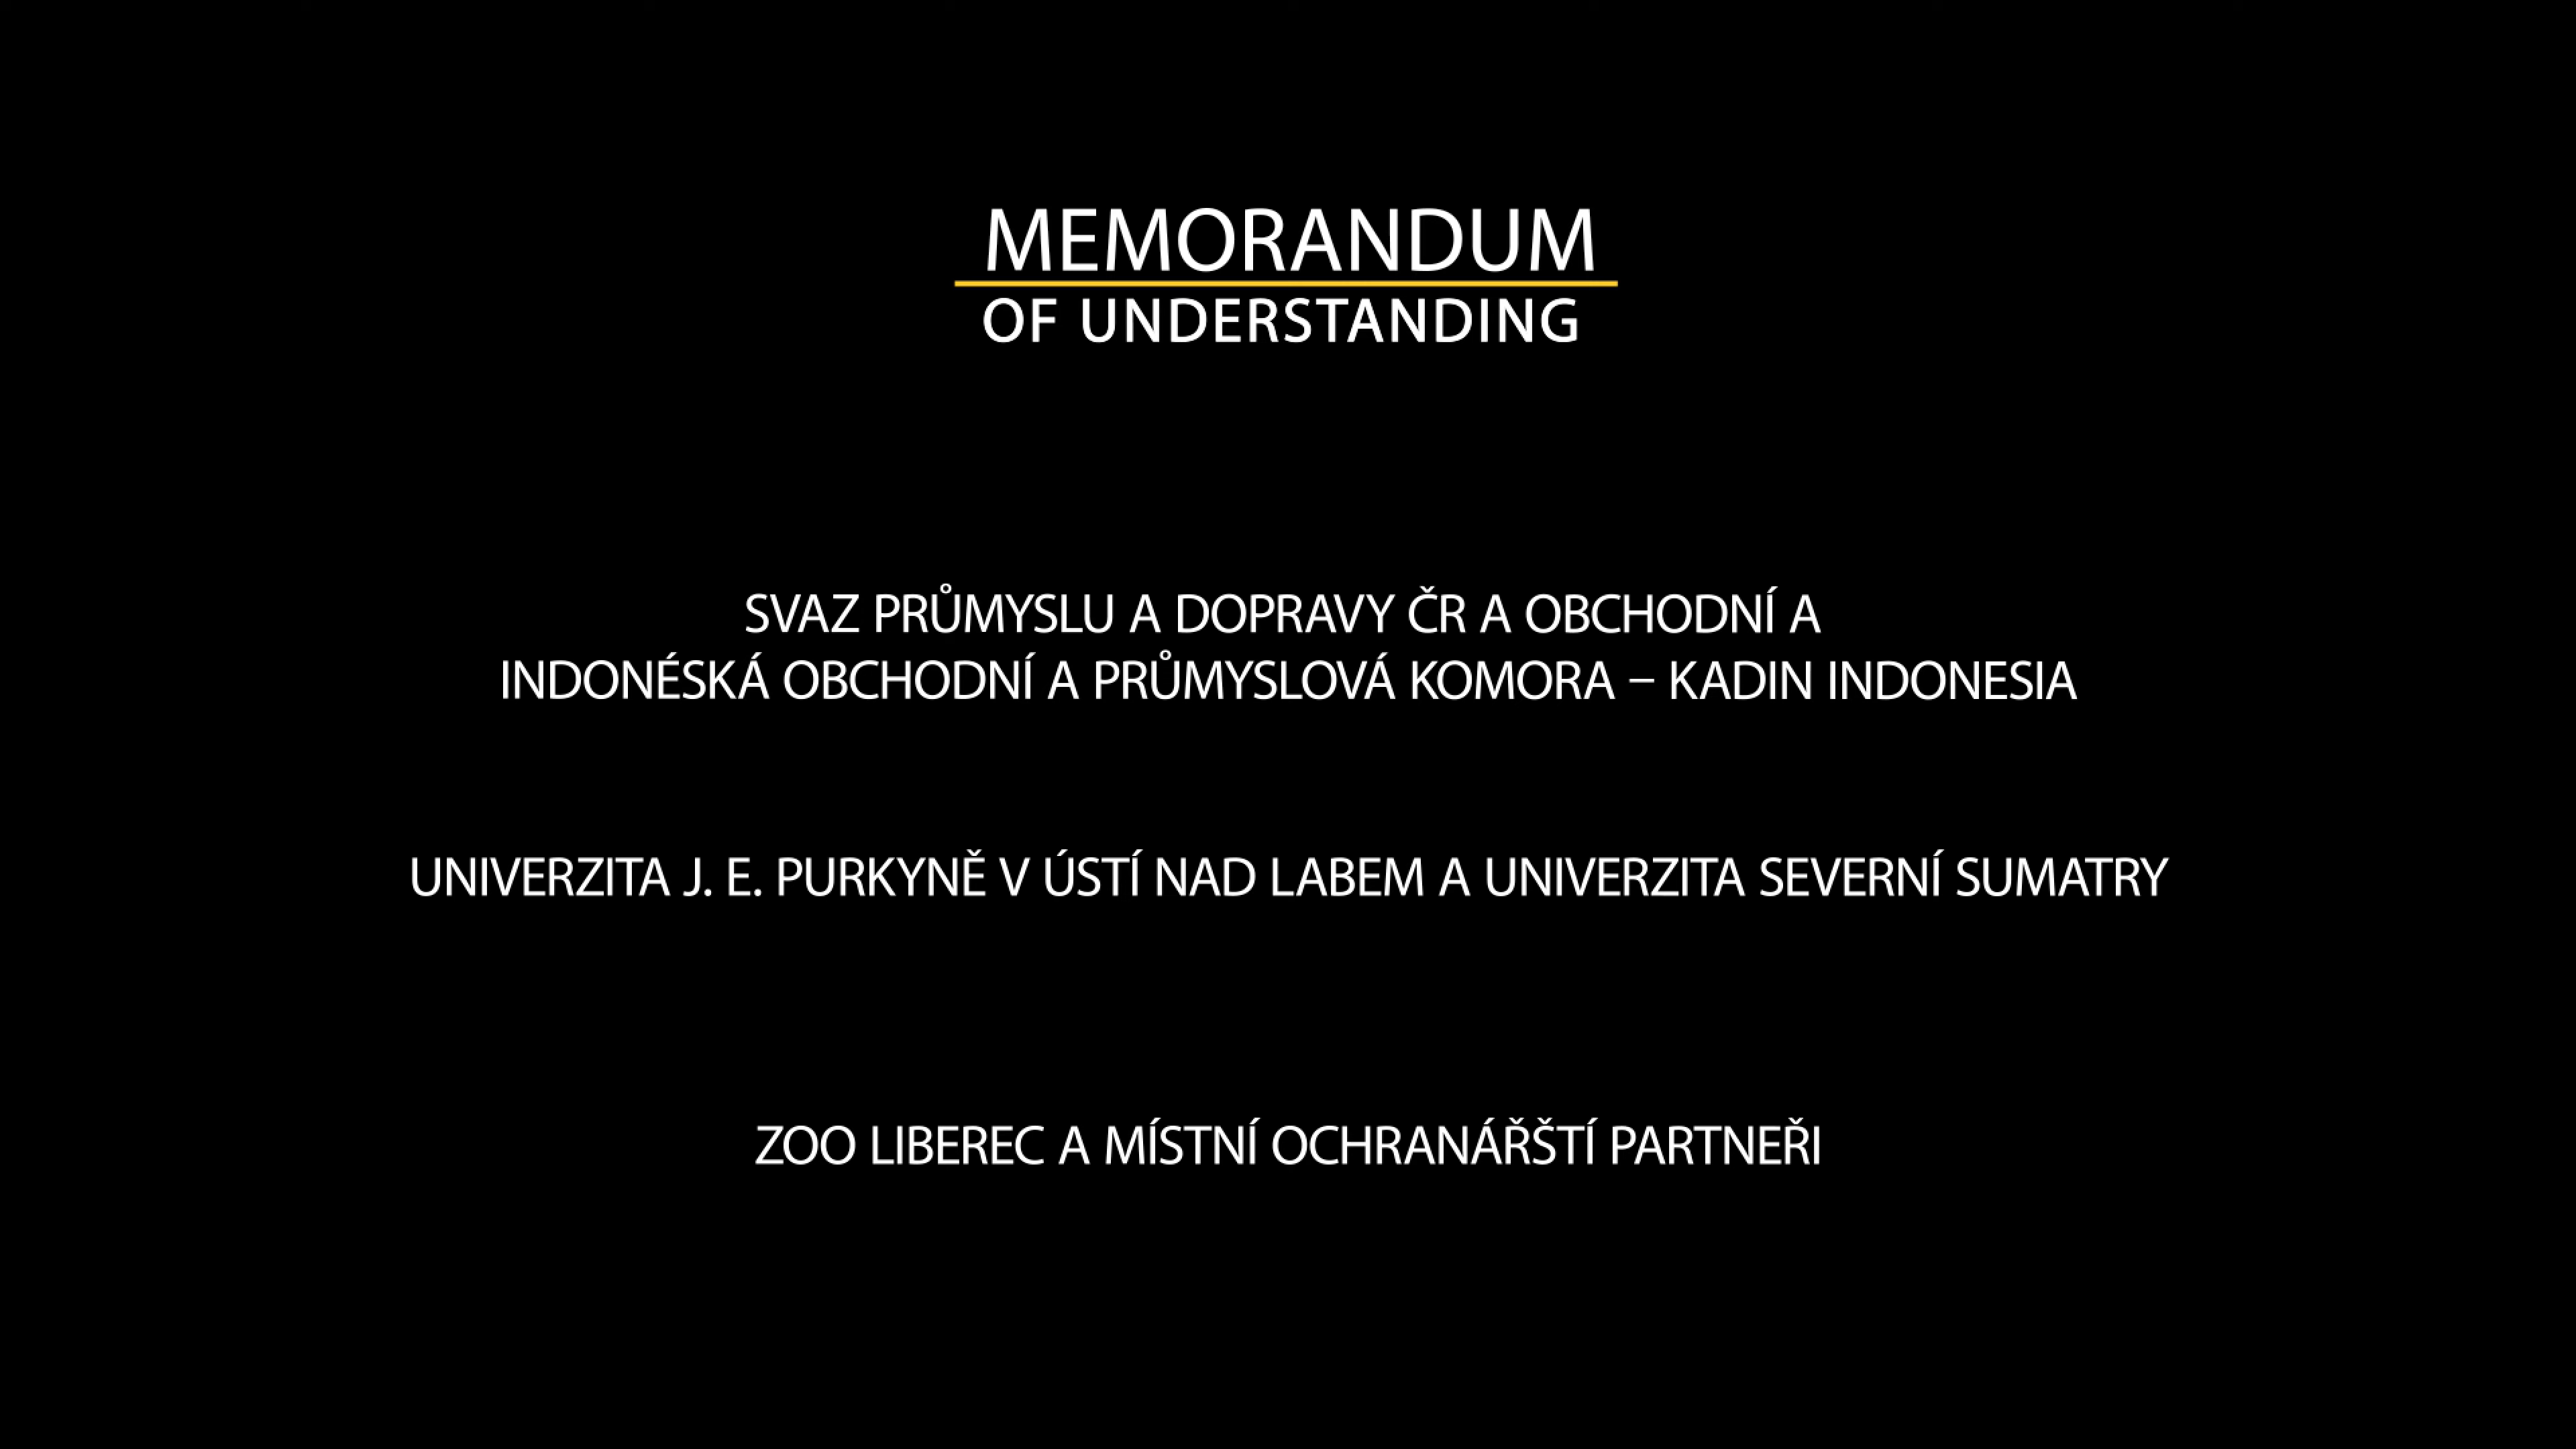 MEMORANDUM
OF UNDERSTANDING
SVAZ PRŮMYSLU A DOPRAVY ČR A OBCHODNÍ A
INDONÉSKÁ OBCHODNÍ A PRŮMYSLOVÁ KOMORA – KADIN INDONESIA
UNIVERZITA J. E. PURKYNĚ V ÚSTÍ NAD LABEM A UNIVERZITA SEVERNÍ SUMATRY
ZOO LIBEREC A MÍSTNÍ OCHRANÁŘŠTÍ PARTNEŘI